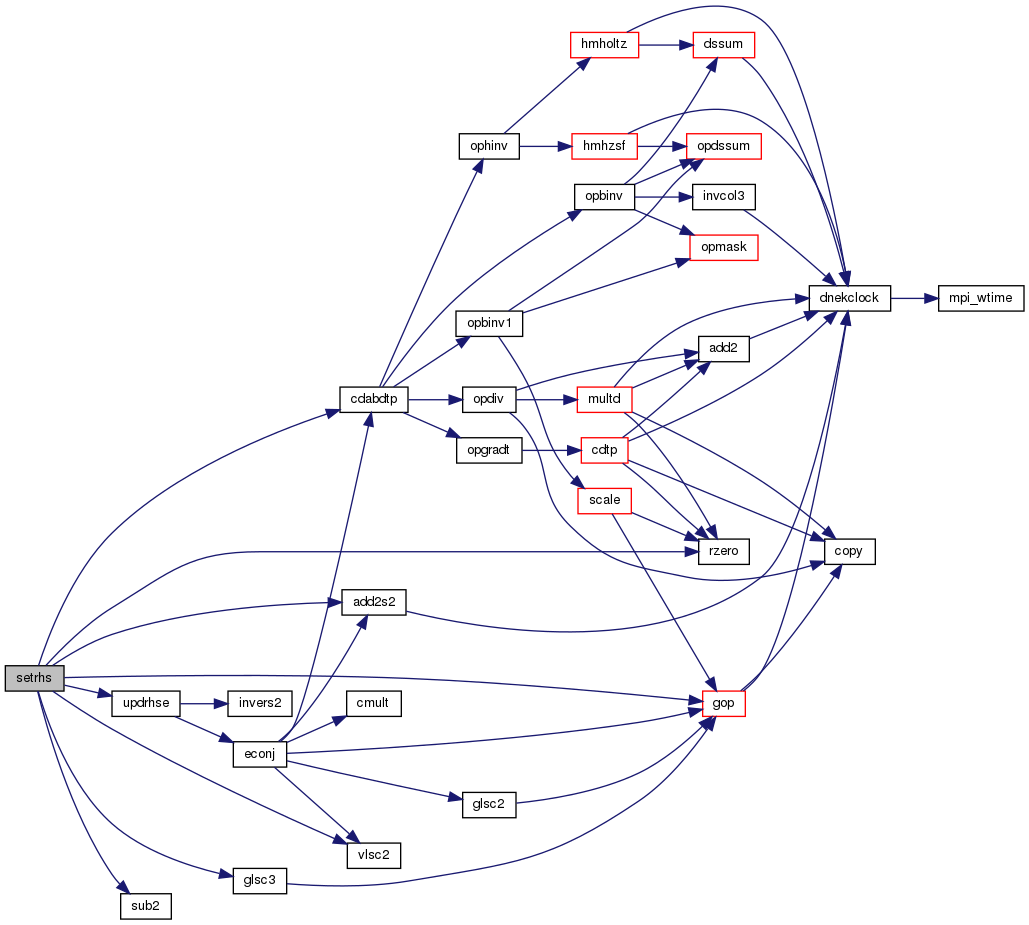 hmholtz
dssum
ophinv
hmhzsf
opdssum
opbinv
invcol3
opmask
dnekclock
mpi_wtime
opbinv1
add2
cdabdtp
opdiv
multd
opgradt
cdtp
scale
rzero
copy
add2s2
setrhs
updrhse
invers2
cmult
gop
econj
glsc2
vlsc2
glsc3
sub2